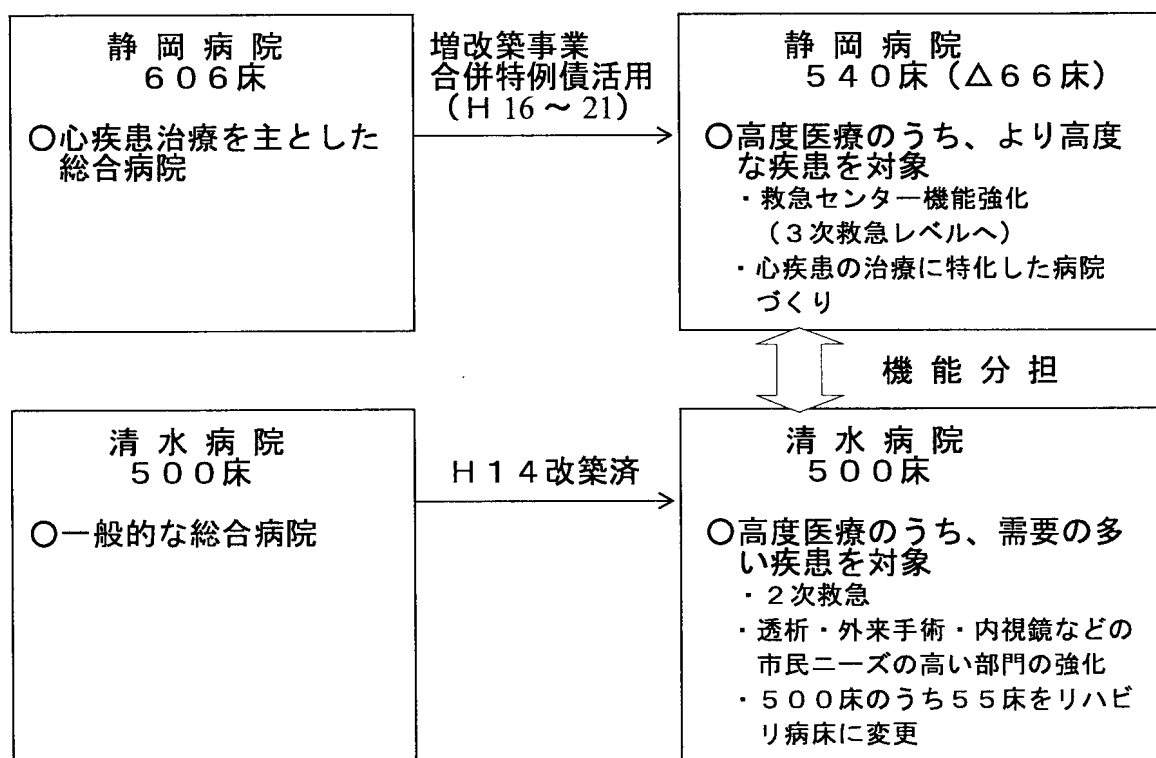 静岡病院
６０６床
〇心疾患治療を主とした
総合病院
増改築事業
合併特例債活用
（Ｈ16～21）
静岡病院
５４０床（△６６床）
〇高度医療のうち、より高度
な疾患を対象
・救急センター機能強化
（３次救急レベルへ）
・心疾患の治療に特化した病院
づくり
機能分担
清水病院
５００床
〇一般的な総合病院
Ｈ１４改築済
清水病院
５００床
〇高度医療のうち、需要の多
い疾患を対象
・２次救急
・透析・外来手術・内視鏡などの
市民ニーズの高い部門の強化
・５００床のうち５５床をリハビ
リ病床に変更